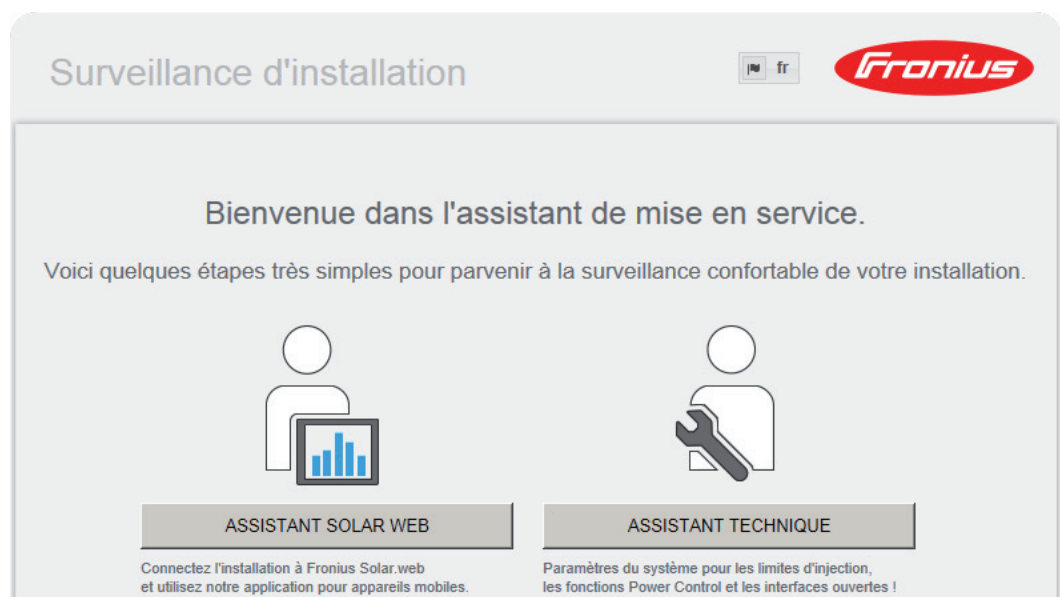 Surveillance d'installation
fr
Fronius
Bienvenue dans l'assistant de mise en service.
Voici quelques étapes très simples pour parvenir à la surveillance confortable de votre installation.
ASSISTANT SOLAR WEB
Connectez l'installation à Fronius Solar.web
et utilisez notre application pour appareils mobiles.
ASSISTANT TECHNIQUE
Paramètres du système pour les limites d'injection,
les fonctions Power Control et les interfaces ouvertes !